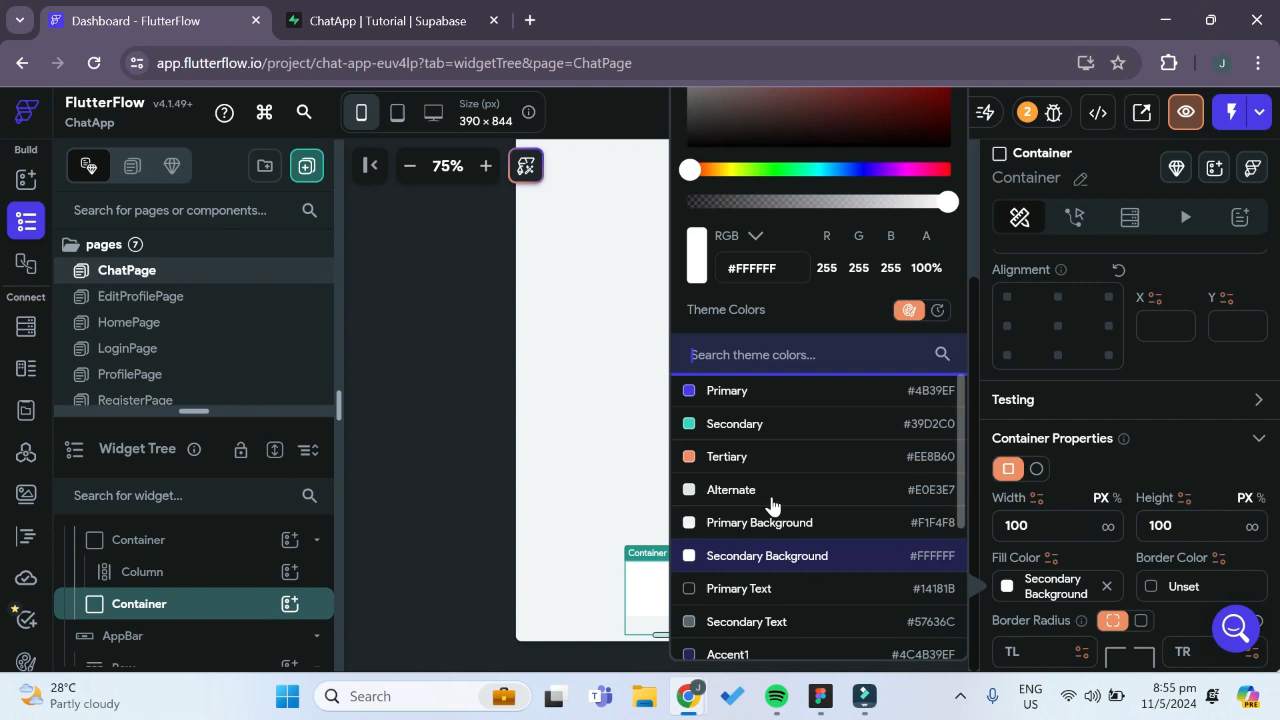 Dashboard - FlutterFlow
ChatApp | Tutorial | Supabase
app.flutterflow.io/project/chat-app-euv4lp?tab=widgetTree&page=ChatPage
J
FlutterFlow v4.1.49+
ChatApp
Size (px)
390 × 844
2
Build
Connect
75%
Search for pages or components...
pages 7
ChatPage
EditProfilePage
HomePage
LoginPage
ProfilePage
RegisterPage
Widget Tree
Search for widget...
Container
Column
Container
AppBar
Container
RGB
R G B A
#FFFFFF
255 255 255 100%
Theme Colors
Search theme colors...
Primary #4B39EF
Secondary #39D2C0
Tertiary #EE8B60
Alternate #E0E3E7
Primary Background #F1F4F8
Secondary Background #FFFFFF
Primary Text #14181B
Secondary Text #57636C
Accent1 #4C4B39EF
Container
Container
Alignment
X
Y
Testing
Container Properties
Width PX %
Height PX %
100
100
Fill Color
Border Color
Secondary Background
Unset
Border Radius
TL
TR
28°C
Partly cloudy
Search
J
ENG
US
8:55 pm
11/5/2024
PRE